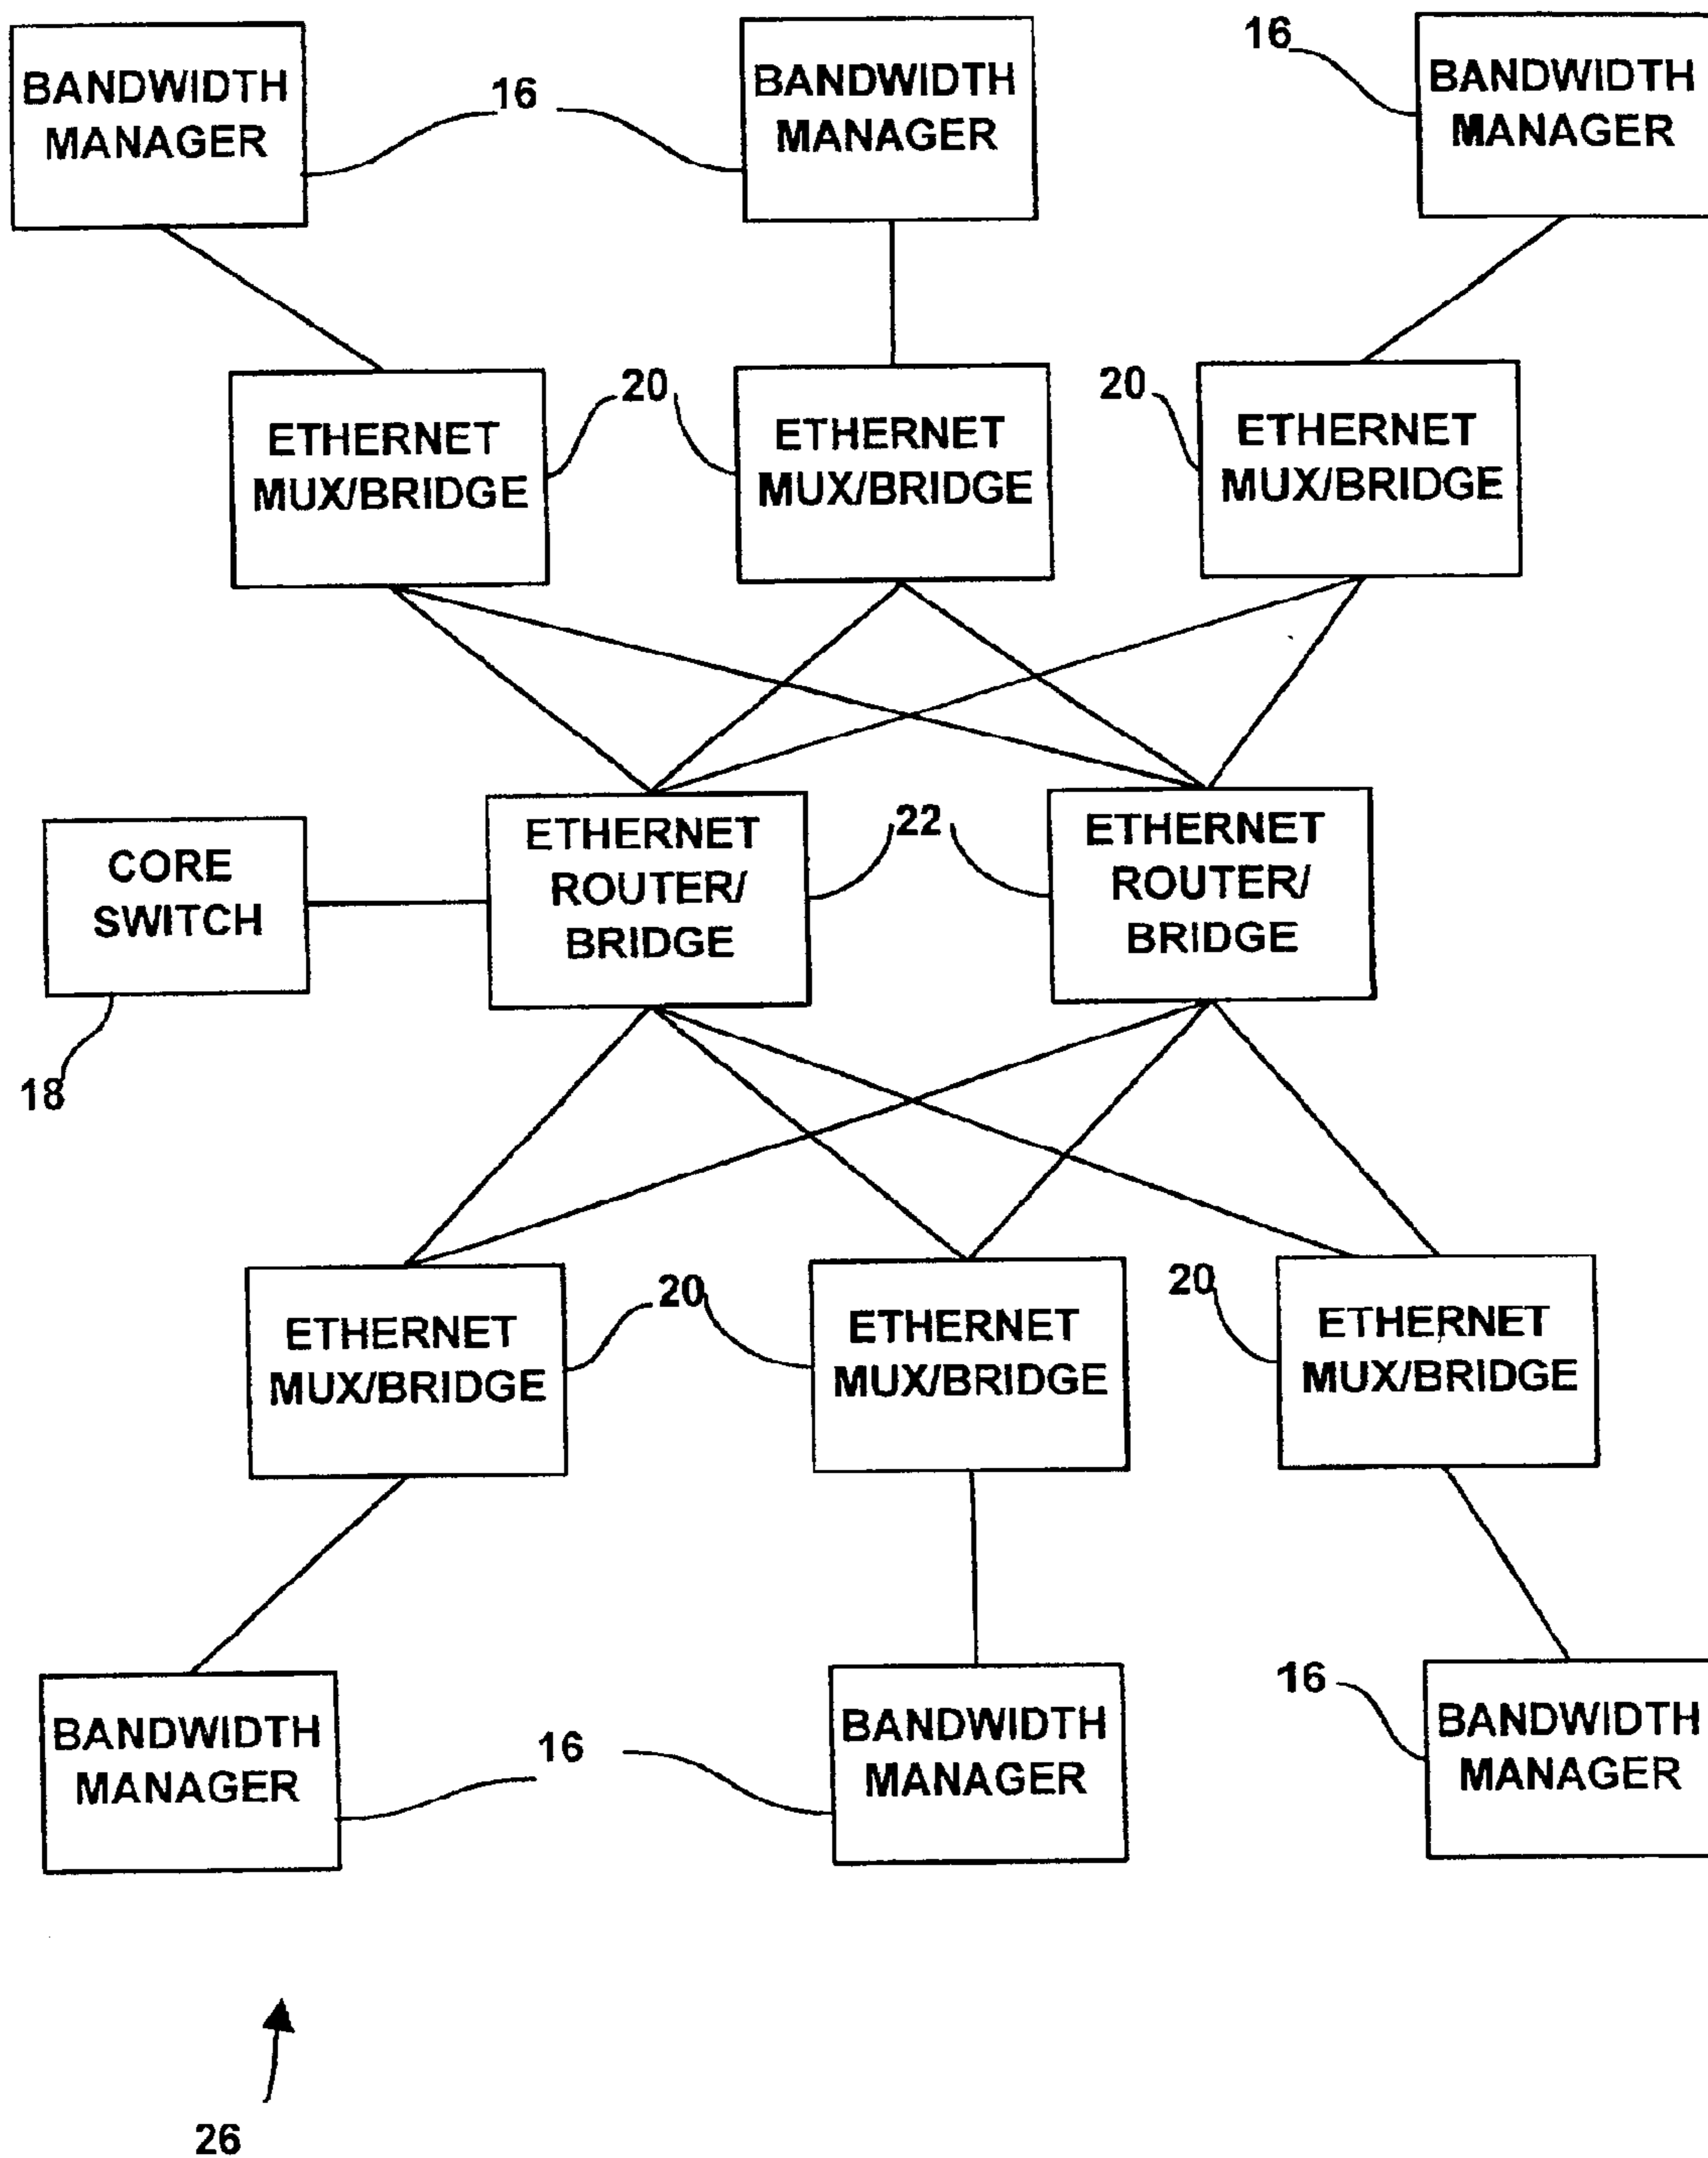 16
BANDWIDTH
MANAGER
16
BANDWIDTH
MANAGER
BANDWIDTH
MANAGER
20
20
ETHERNET
MUX/BRIDGE
ETHERNET
MUX/BRIDGE
ETHERNET
MUX/BRIDGE
CORE
SWITCH
ETHERNET
ROUTER/
BRIDGE
22
ETHERNET
ROUTER/
BRIDGE
18
20
20
ETHERNET
MUX/BRIDGE
ETHERNET
MUX/BRIDGE
ETHERNET
MUX/BRIDGE
16
16
BANDWIDTH
MANAGER
BANDWIDTH
MANAGER
BANDWIDTH
MANAGER
26